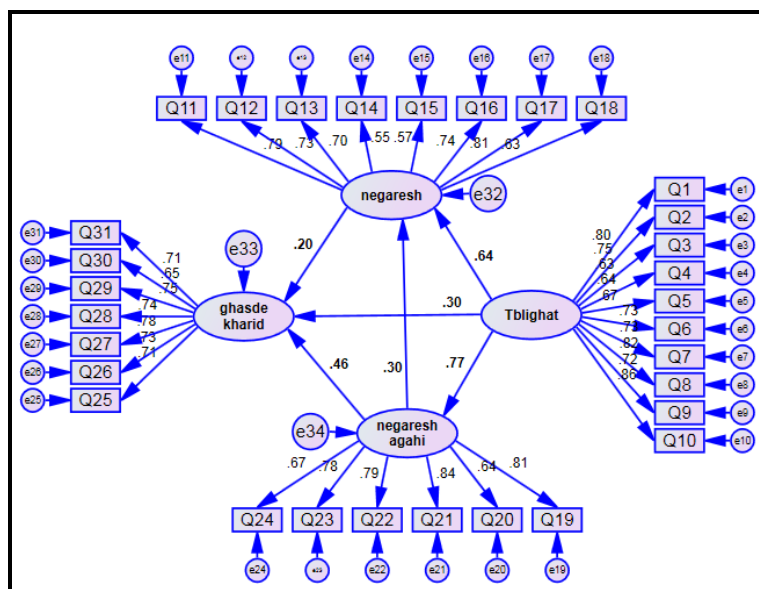 e11 e14 e15 e16 e17 e18
Q11 Q12 Q13 Q14 Q15 Q16 Q17 Q18
.79 .73 .70 .55 .57 .74 .81 .63
negaresh
e32
Q1 e1
Q2 e2
Q3 e3
Q4 e4
Q5 e5
Q6 e6
Q7 e7
Q8 e8
Q9 e9
Q10 e10
.80
.75
.63
.64
.67
.73
.82
.72
.86
e31 Q31
e30 Q30
e29 Q29
e28 Q28
e27 Q27
e26 Q26
e25 Q25
.71
.65
.75
.74
.78
.73
.71
e33
.20
.64
ghasde
kharid
.30
Tblighat
.46
.30
.77
e34
negaresh
agahi
.67 .78 .79 .84 .64 .81
Q24 Q23 Q22 Q21 Q20 Q19
e24 e22 e21 e20 e19